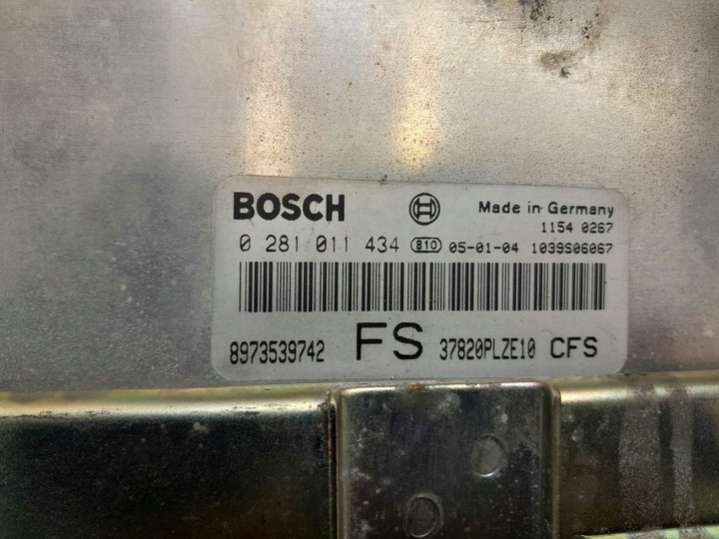 BOSCH Made in Germany
1154 0267
0 281 011 434 810 05-01-04 1039S06067
8973539742 FS 37820PLZE10 CFS